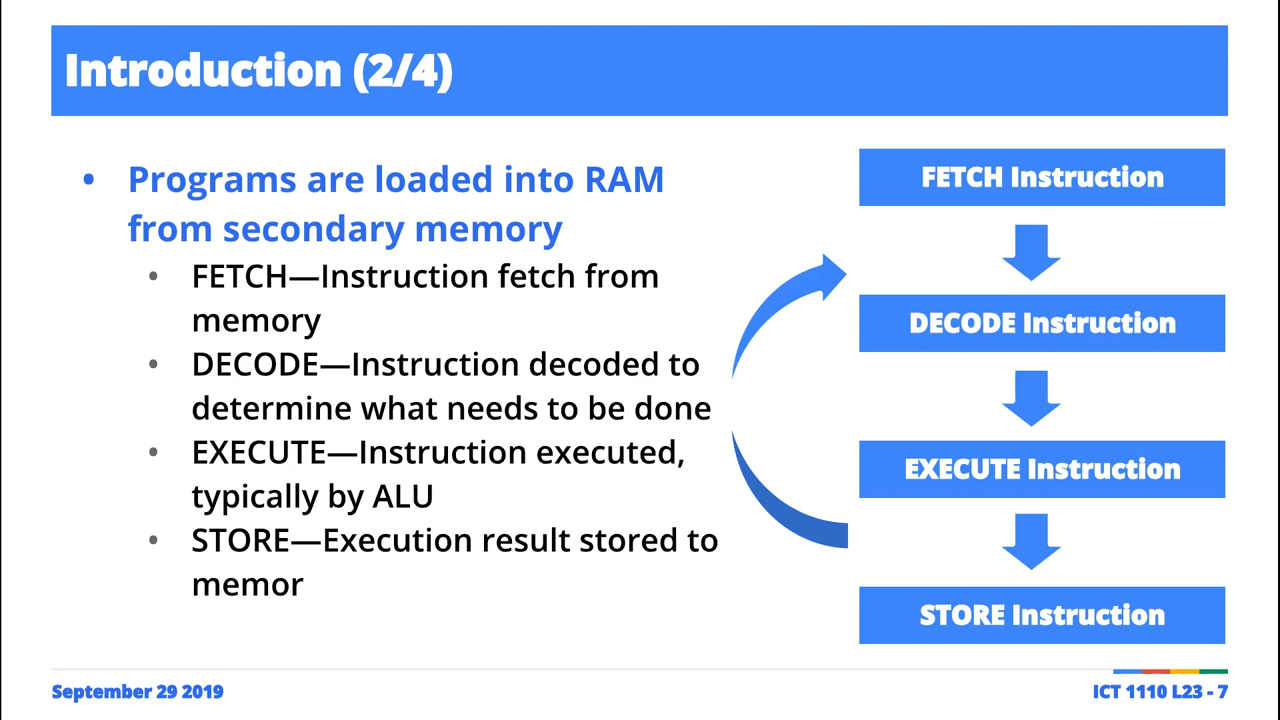 Introduction (2/4)
• Programs are loaded into RAM
from secondary memory
• FETCH—Instruction fetch from
memory
• DECODE—Instruction decoded to
determine what needs to be done
• EXECUTE—Instruction executed,
typically by ALU
• STORE—Execution result stored to
memor
FETCH Instruction
DECODE Instruction
EXECUTE Instruction
STORE Instruction
September 29 2019
ICT 1110 L23 - 7